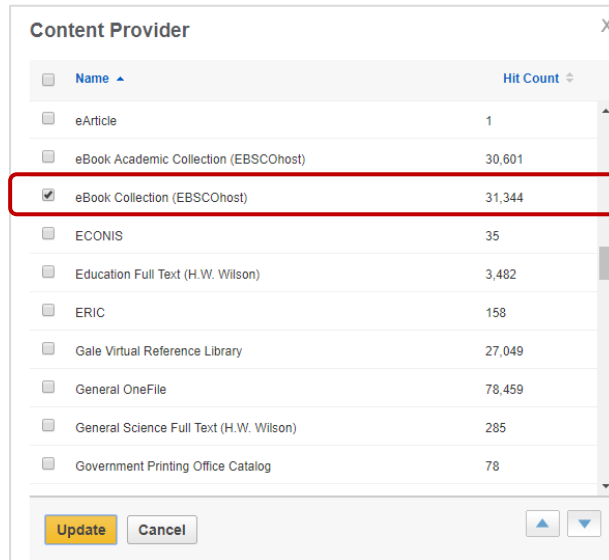 Content Provider X
Name Hit Count
eArticle 1
eBook Academic Collection (EBSCOhost) 30,601
eBook Collection (EBSCOhost) 31,344
ECONIS 35
Education Full Text (H.W. Wilson) 3,482
ERIC 158
Gale Virtual Reference Library 27,049
General OneFile 78,459
General Science Full Text (H.W. Wilson) 285
Government Printing Office Catalog 78
Update Cancel